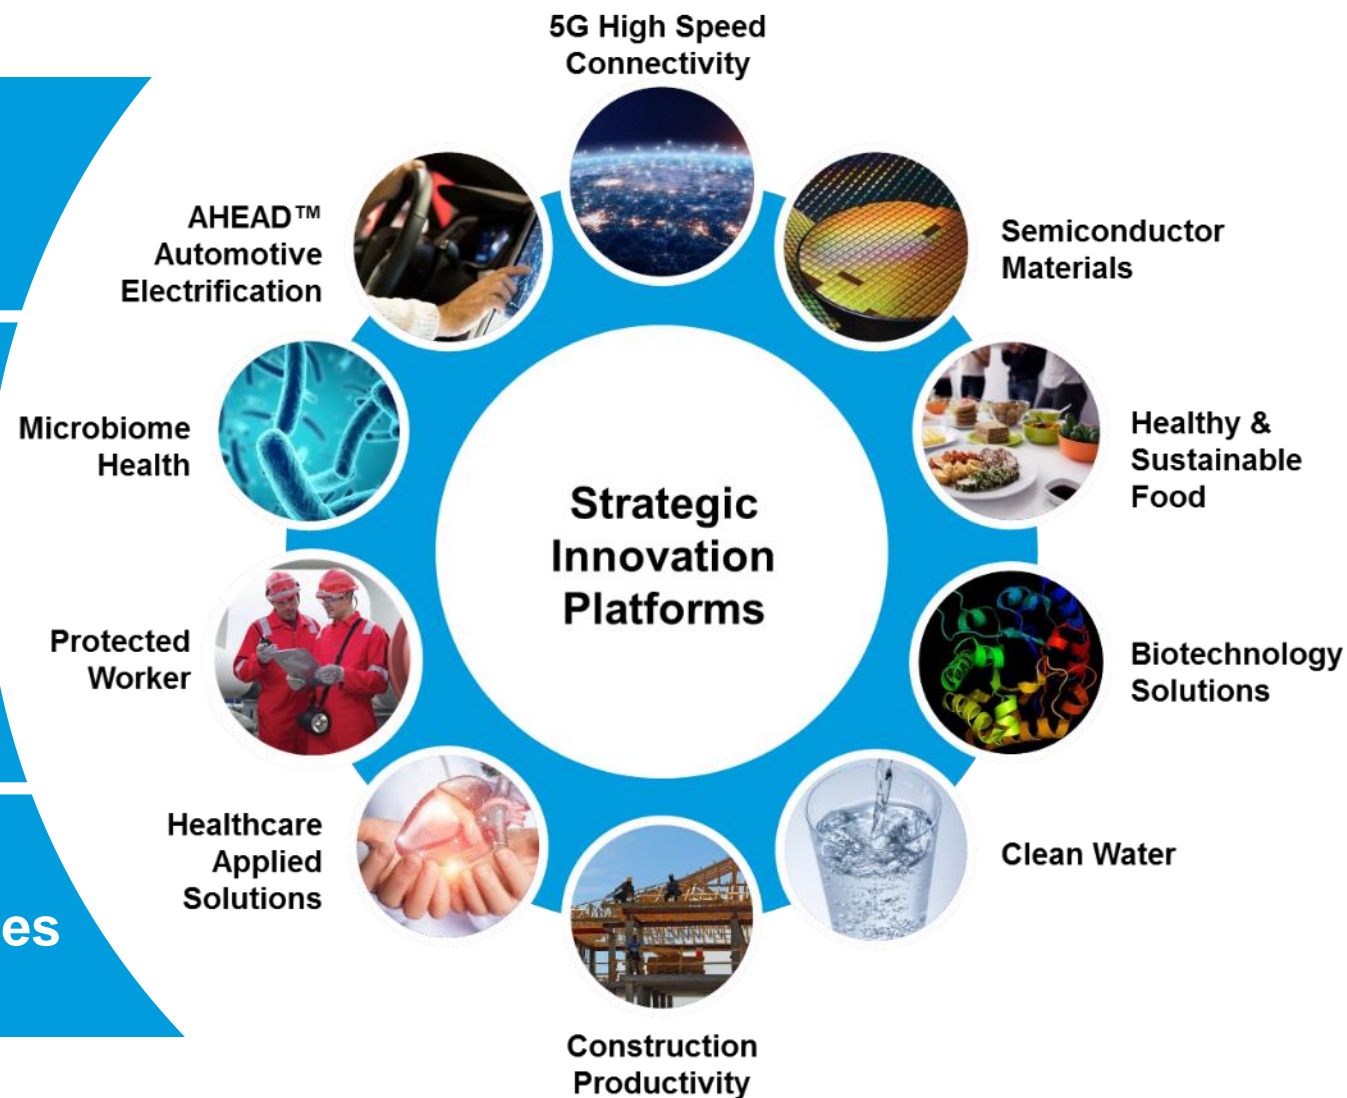 5G High Speed
Connectivity
AHEAD™
Automotive
Electrification
Semiconductor
Materials
Microbiome
Health
Healthy &
Sustainable
Food
Strategic
Innovation
Platforms
Protected
Worker
Biotechnology
Solutions
Healthcare
Applied
Solutions
Clean Water
es
Construction
Productivity